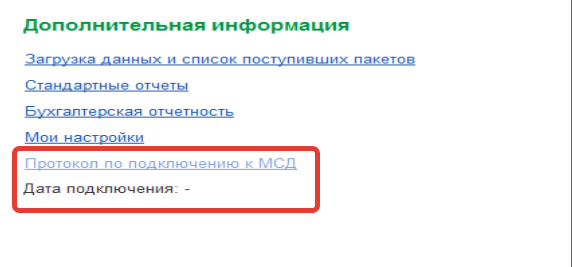 Дополнительная информация
Загрузка данных и список поступивших пакетов
Стандартные отчеты
Бухгалтерская отчетность
Мои настройки
Протокол по подключению к МСД
Дата подключения: -